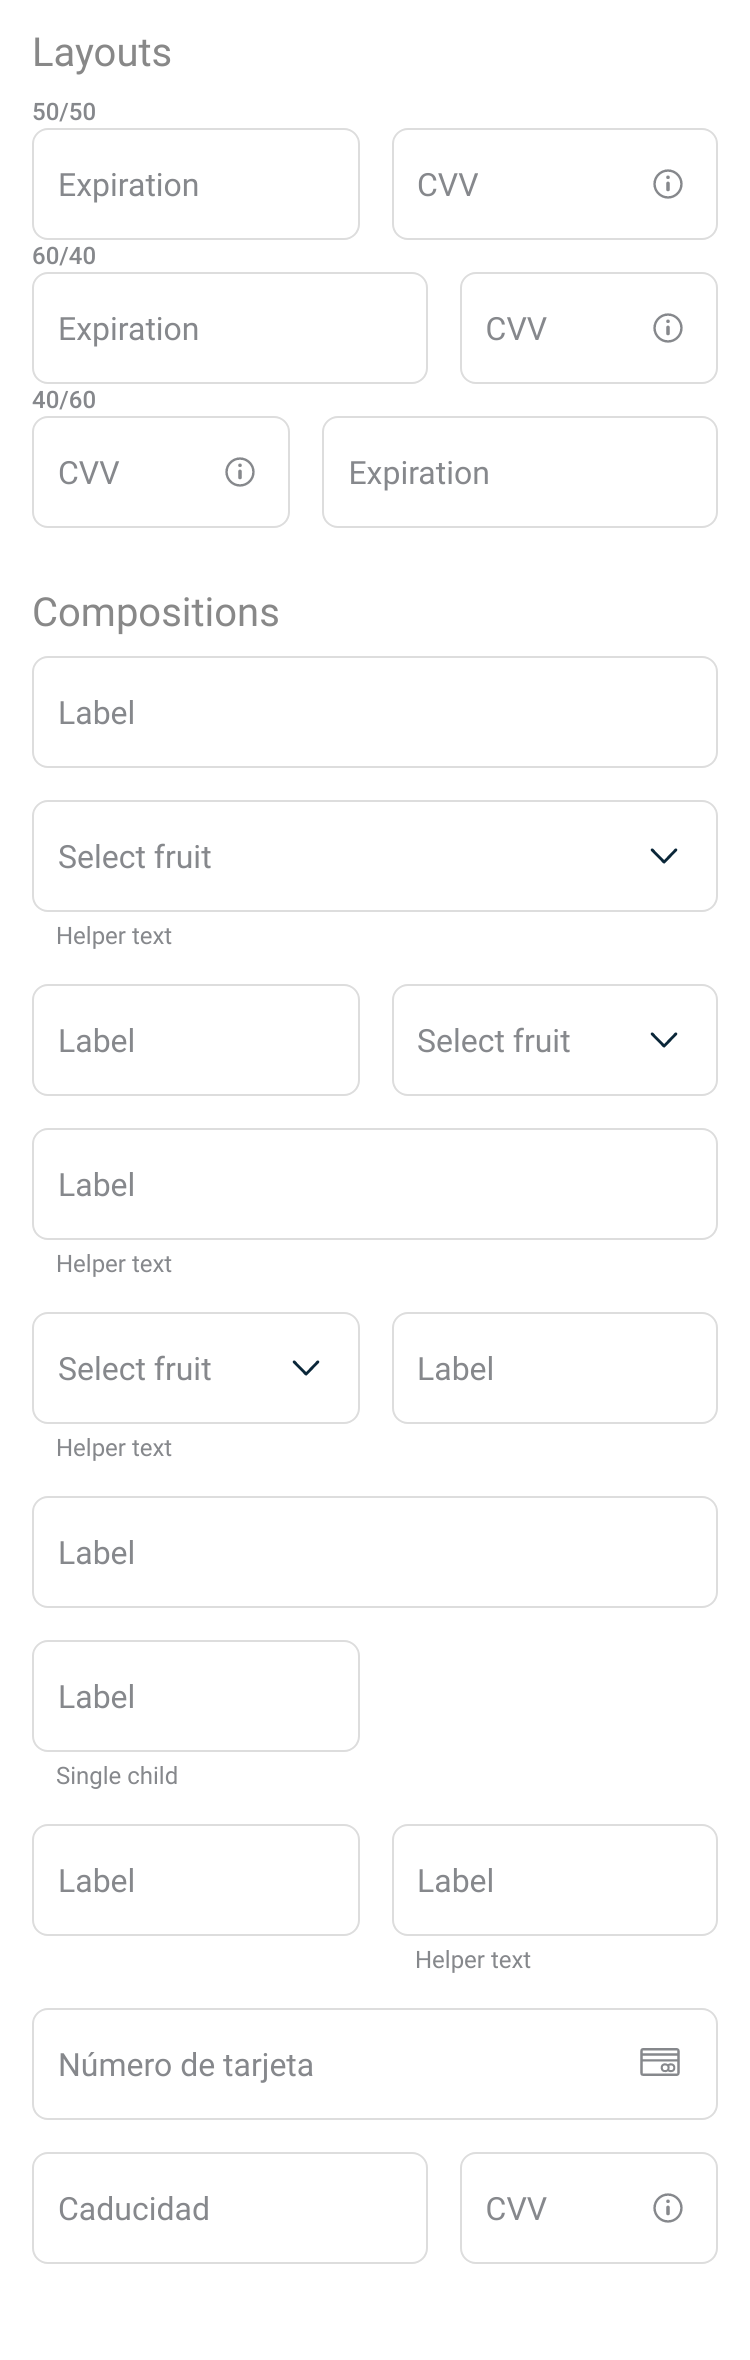 Layouts
50/50
Expiration CVV
60/40
Expiration CVV
40/60
CVV Expiration
Compositions
Label
Select fruit
Helper text
Label Select fruit
Label
Helper text
Select fruit Label
Helper text
Label
Label
Single child
Label Label
Helper text
Número de tarjeta
Caducidad CVV